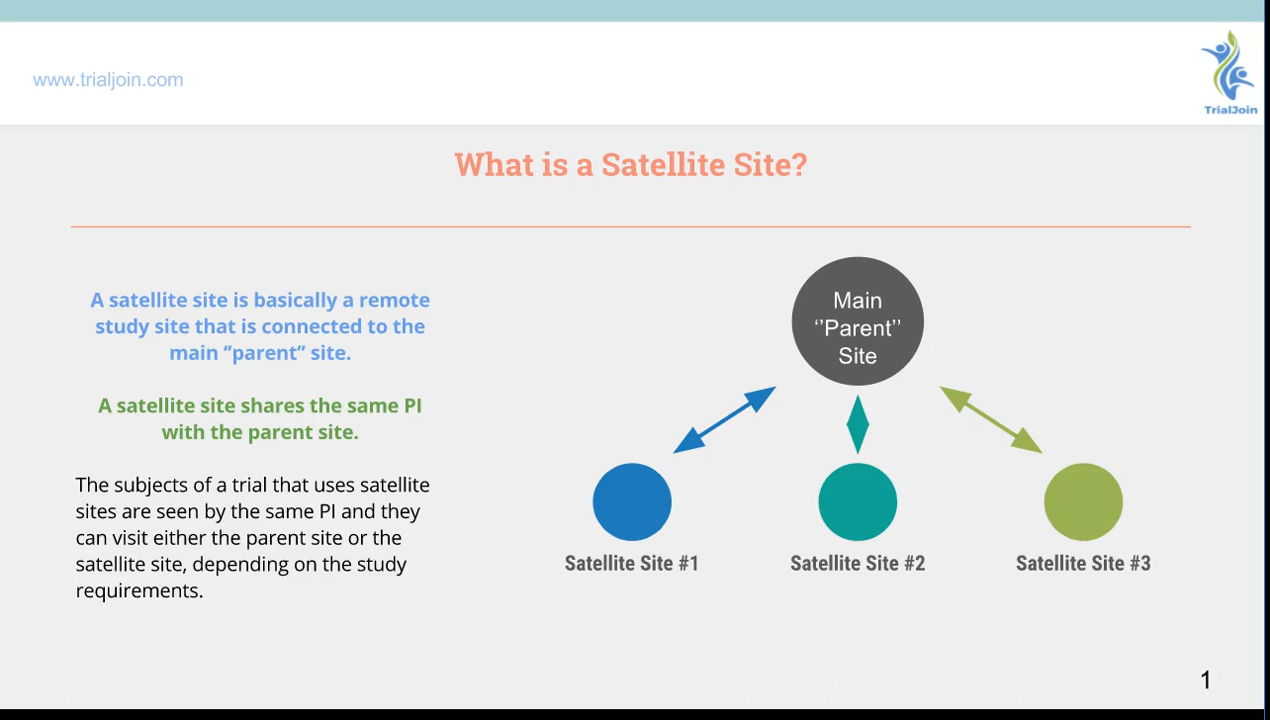 www.trialjoin.com
TrialJoin
What is a Satellite Site?
A satellite site is basically a remote
study site that is connected to the
main “parent” site.
A satellite site shares the same PI
with the parent site.
The subjects of a trial that uses satellite
sites are seen by the same PI and they
can visit either the parent site or the
satellite site, depending on the study
requirements.
Main
‘’Parent’’
Site
Satellite Site #1
Satellite Site #2
Satellite Site #3
1